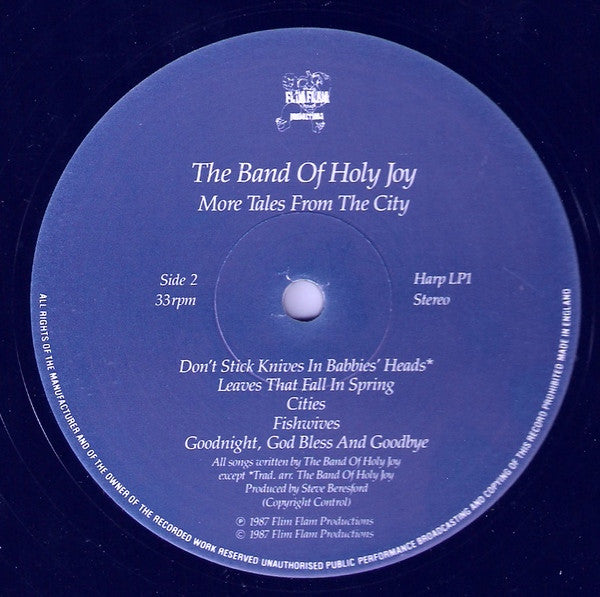 FLIM FLAM
PRODUCTIONS
The Band Of Holy Joy
More Tales From The City
Side 2
33 rpm
Harp LP1
Stereo
Don't Stick Knives In Babbies' Heads*
Leaves That Fall In Spring
Cities
Fishwives
Goodnight, God Bless And Goodbye
All songs written by The Band Of Holy Joy
except *Trad. arr. The Band Of Holy Joy
Produced by Steve Beresford
(Copyright Control)
℗ 1987 Flim Flam Productions
© 1987 Flim Flam Productions
ALL RIGHTS OF THE MANUFACTURER AND OF THE OWNER OF THE RECORDED WORK RESERVED UNAUTHORISED PUBLIC PERFORMANCE BROADCASTING AND COPYING OF THIS RECORD PROHIBITED MADE IN ENGLAND